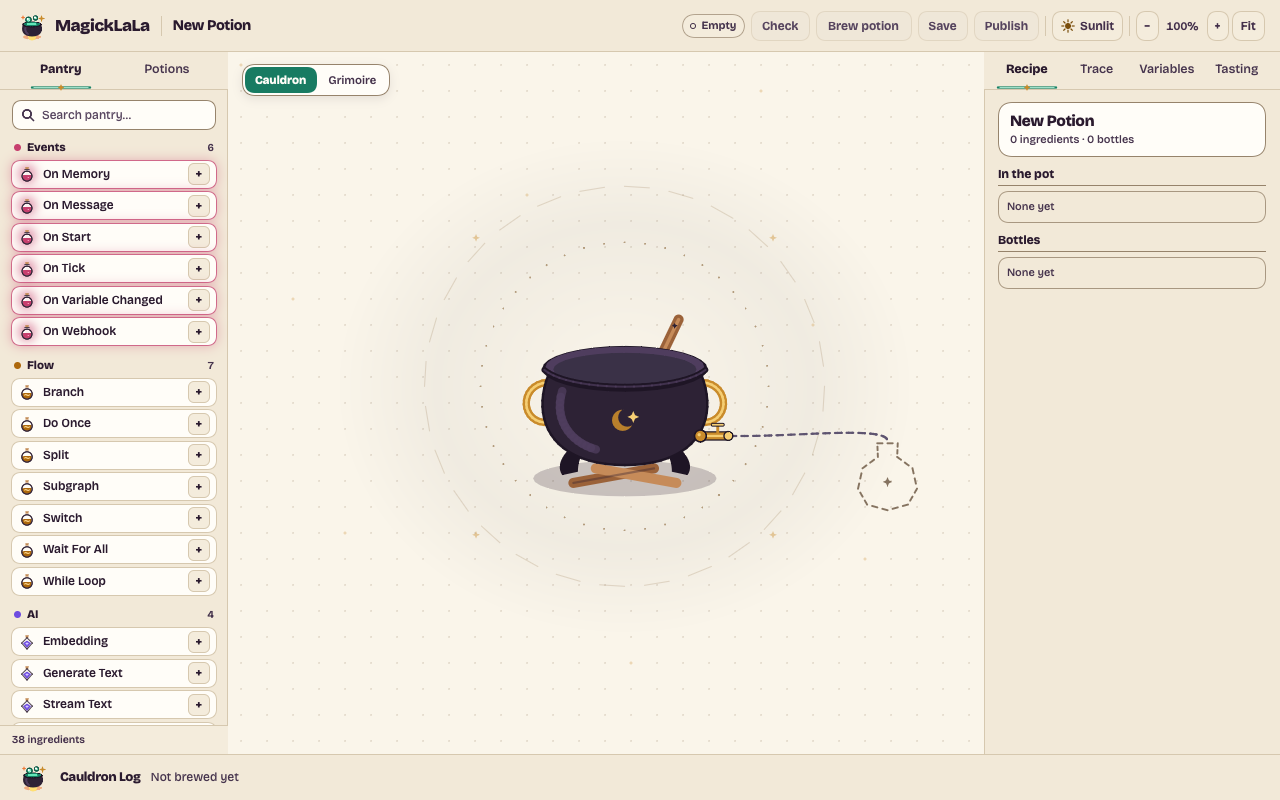 MagickLaLa
New Potion
Empty
Check
Brew potion
Save
Publish
Sunlit
−
100%
+
Fit
Pantry
Potions
Search pantry...
Events
6
On Memory
+
On Message
+
On Start
+
On Tick
+
On Variable Changed
+
On Webhook
+
Flow
7
Branch
+
Do Once
+
Split
+
Subgraph
+
Switch
+
Wait For All
+
While Loop
+
AI
4
Embedding
+
Generate Text
+
Stream Text
+
38 ingredients
Cauldron
Grimoire
Recipe
Trace
Variables
Tasting
New Potion
0 ingredients · 0 bottles
In the pot
None yet
Bottles
None yet
Cauldron Log
Not brewed yet